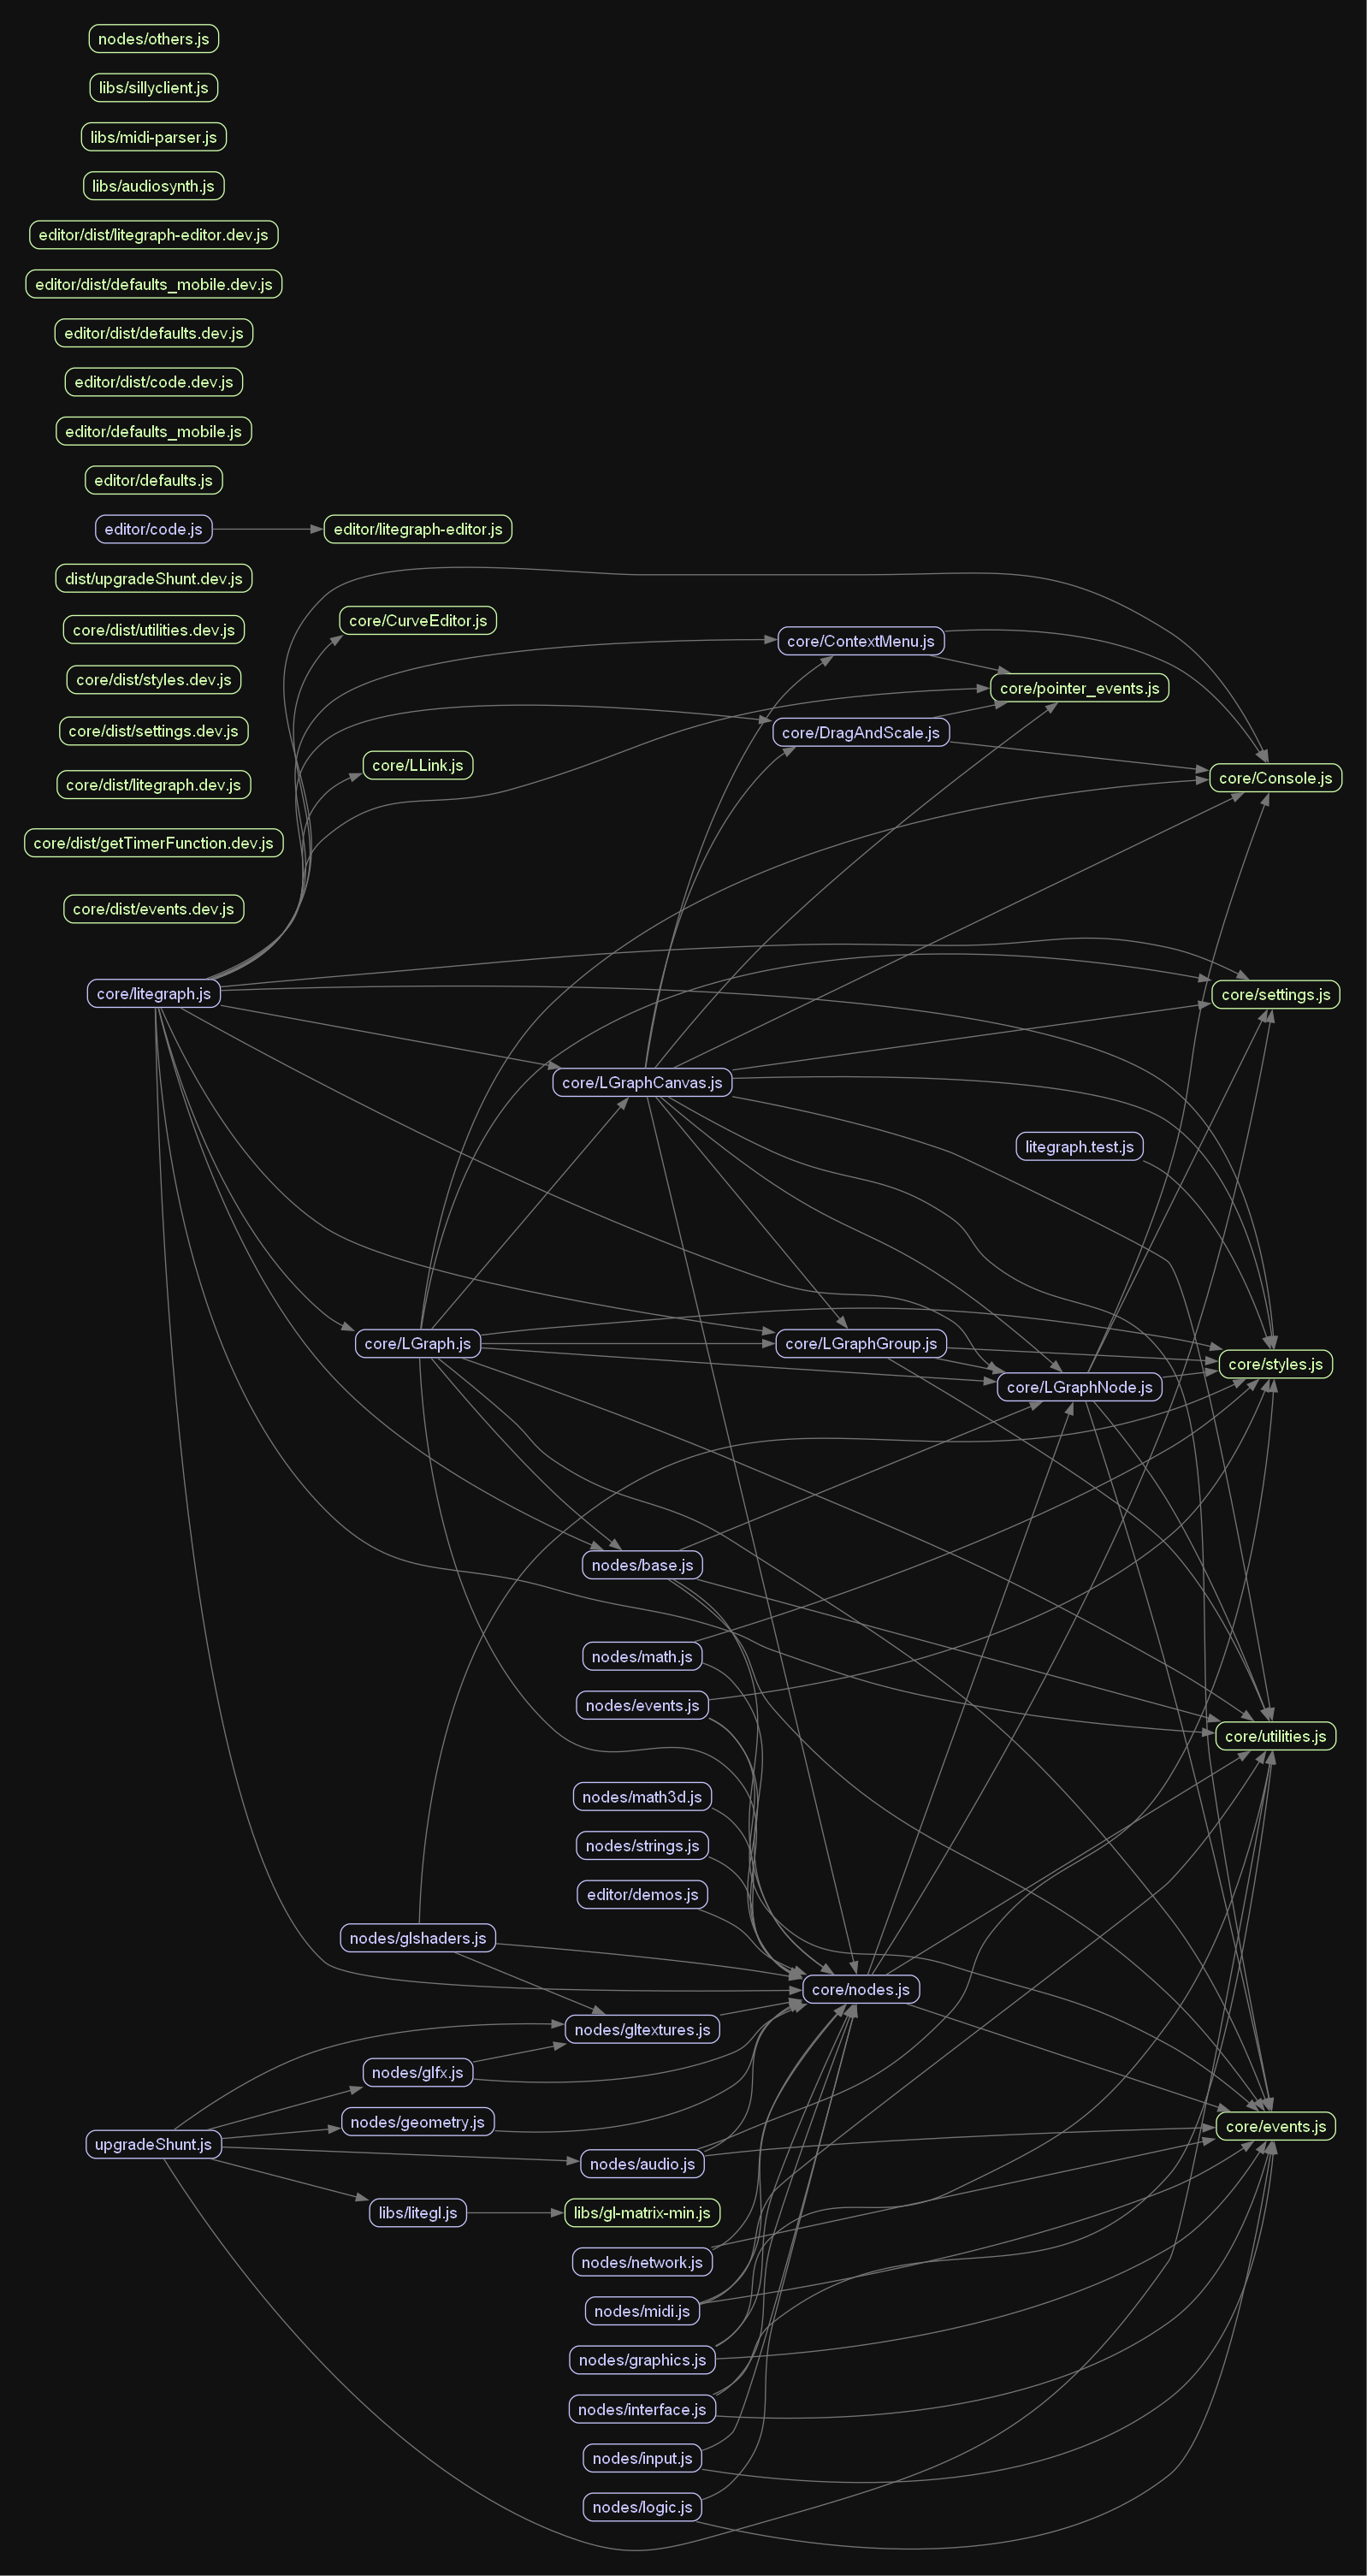 nodes/others.js
libs/sillyclient.js
libs/midi-parser.js
libs/audiosynth.js
editor/dist/litegraph-editor.dev.js
editor/dist/defaults_mobile.dev.js
editor/dist/defaults.dev.js
editor/dist/code.dev.js
editor/defaults_mobile.js
editor/defaults.js
editor/code.js
editor/litegraph-editor.js
dist/upgradeShunt.dev.js
core/CurveEditor.js
core/dist/utilities.dev.js
core/ContextMenu.js
core/dist/styles.dev.js
core/pointer_events.js
core/dist/settings.dev.js
core/DragAndScale.js
core/LLink.js
core/Console.js
core/dist/litegraph.dev.js
core/dist/getTimerFunction.dev.js
core/dist/events.dev.js
core/litegraph.js
core/settings.js
core/LGraphCanvas.js
litegraph.test.js
core/LGraph.js
core/LGraphGroup.js
core/styles.js
core/LGraphNode.js
nodes/base.js
nodes/math.js
nodes/events.js
core/utilities.js
nodes/math3d.js
nodes/strings.js
editor/demos.js
nodes/glshaders.js
core/nodes.js
nodes/gltextures.js
nodes/glfx.js
nodes/geometry.js
core/events.js
upgradeShunt.js
nodes/audio.js
libs/litegl.js
libs/gl-matrix-min.js
nodes/network.js
nodes/midi.js
nodes/graphics.js
nodes/interface.js
nodes/input.js
nodes/logic.js